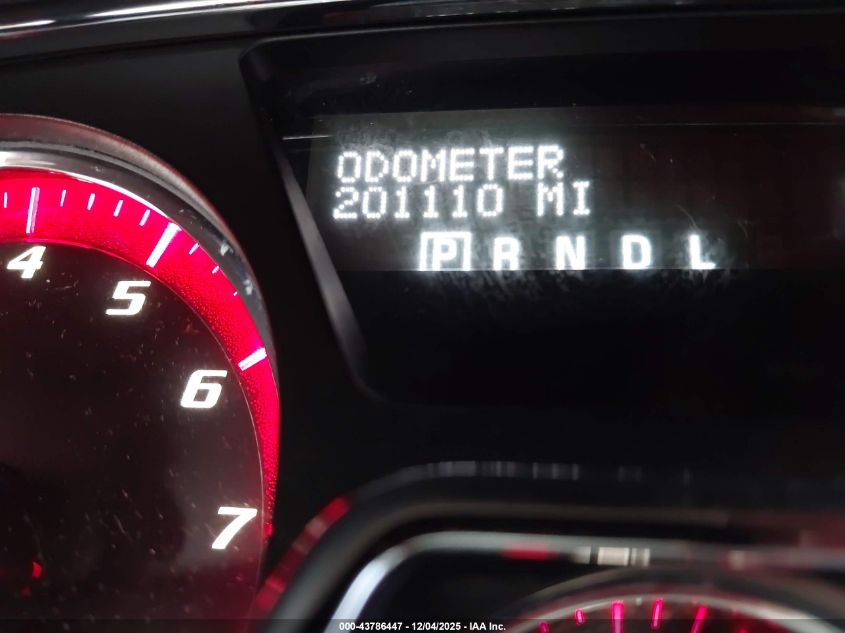 ODOMETER
201110 MI
P R N D L
4
5
6
7
000-43786447 - 12/04/2025 - IAA Inc.